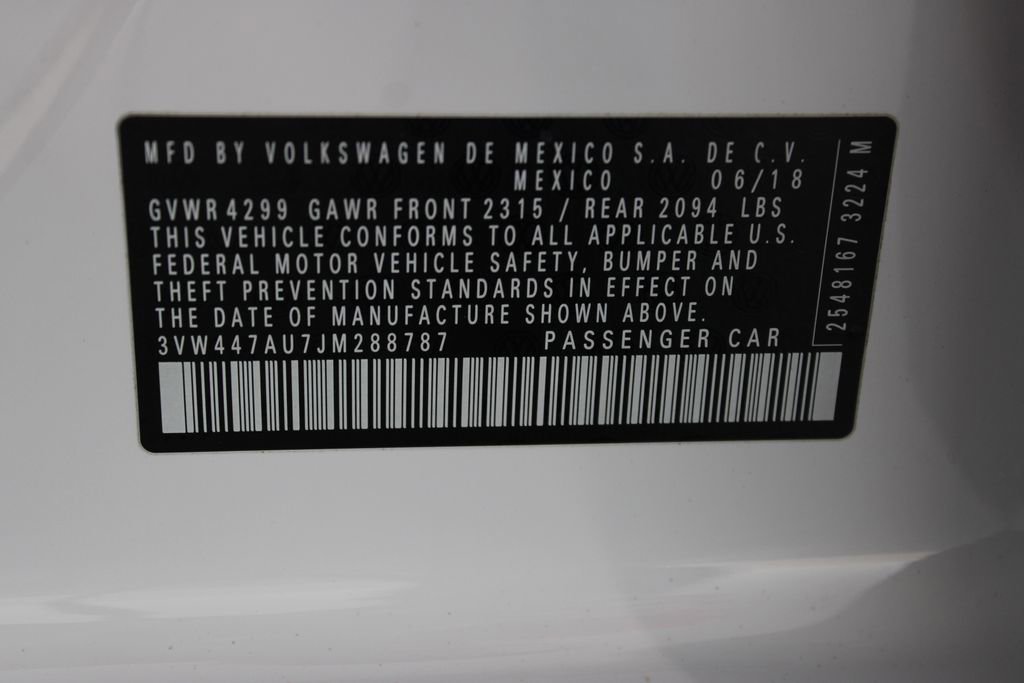 MFD BY VOLKSWAGEN DE MEXICO S.A. DE C.V.
MEXICO 06/18
GVWR 4299 GAWR FRONT 2315 / REAR 2094 LBS
THIS VEHICLE CONFORMS TO ALL APPLICABLE U.S.
FEDERAL MOTOR VEHICLE SAFETY, BUMPER AND
THEFT PREVENTION STANDARDS IN EFFECT ON
THE DATE OF MANUFACTURE SHOWN ABOVE.
3VW447AU7JM288787 PASSENGER CAR
2548167 3224 M